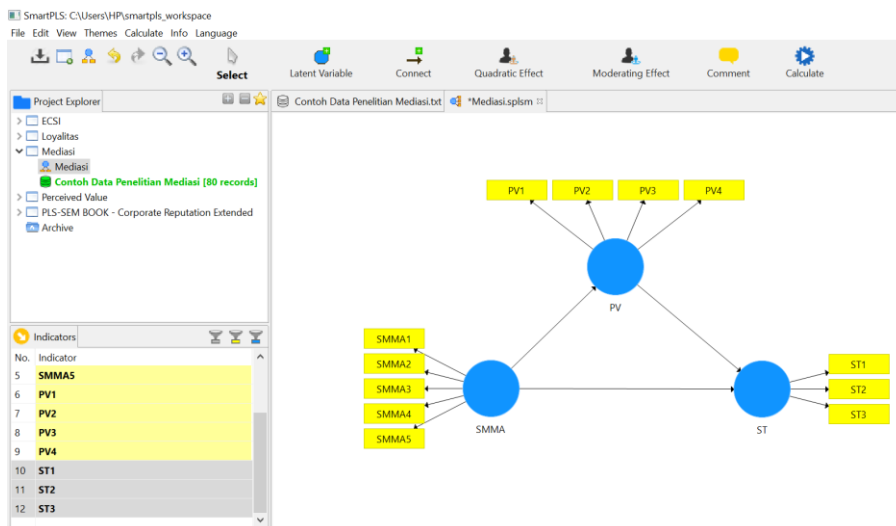 SmartPLS: C:\Users\HP\smartpls_workspace
File Edit View Themes Calculate Info Language
Select
Latent Variable Connect Quadratic Effect Moderating Effect Comment Calculate
Project Explorer
ECSI
Loyalitas
Mediasi
Mediasi
Contoh Data Penelitian Mediasi [80 records]
Perceived Value
PLS-SEM BOOK - Corporate Reputation Extended
Archive
Indicators
No. Indicator
5 SMMA5
6 PV1
7 PV2
8 PV3
9 PV4
10 ST1
11 ST2
12 ST3
Contoh Data Penelitian Mediasi.txt *Mediasi.splsm
PV1 PV2 PV3 PV4
PV
SMMA1
SMMA2
SMMA3
SMMA4
SMMA5
SMMA
ST1
ST2
ST3
ST